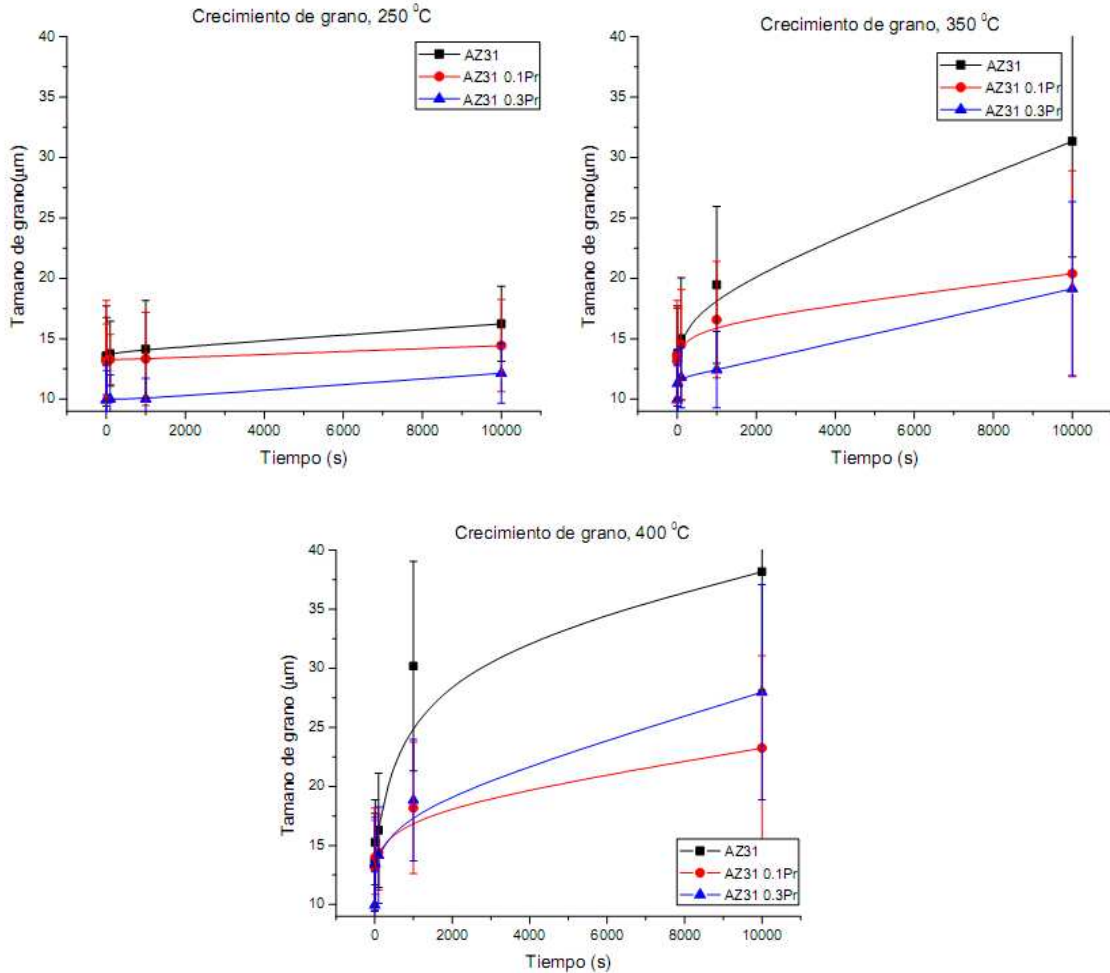 Crecimiento de grano, 250 ⁰C
Tamano de grano(μm)
40
35
30
25
20
15
10
AZ31
AZ31 0.1Pr
AZ31 0.3Pr
0 2000 4000 6000 8000 10000
Tiempo (s)
Crecimiento de grano, 350 ⁰C
Tamano de grano(μm)
40
35
30
25
20
15
10
AZ31
AZ31 0.1Pr
AZ31 0.3Pr
0 2000 4000 6000 8000 10000
Tiempo (s)
Crecimiento de grano, 400 ⁰C
Tamano de grano (μm)
40
35
30
25
20
15
10
AZ31
AZ31 0.1Pr
AZ31 0.3Pr
0 2000 4000 6000 8000 10000
Tiempo (s)